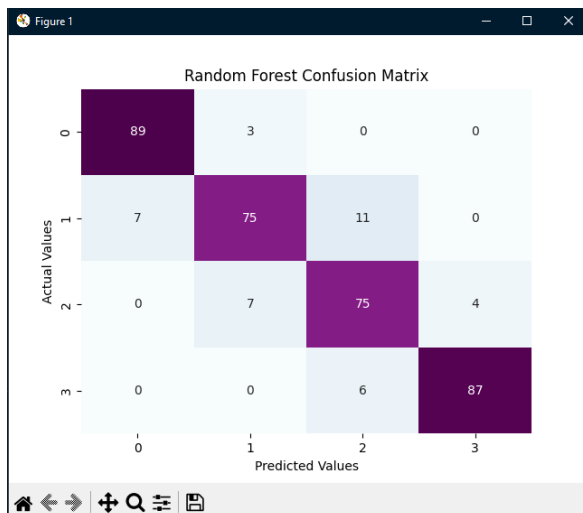 Figure 1
Random Forest Confusion Matrix
0 89 3 0 0
1 7 75 11 0
Actual Values
2 0 7 75 4
3 0 0 6 87
0 1 2 3
Predicted Values